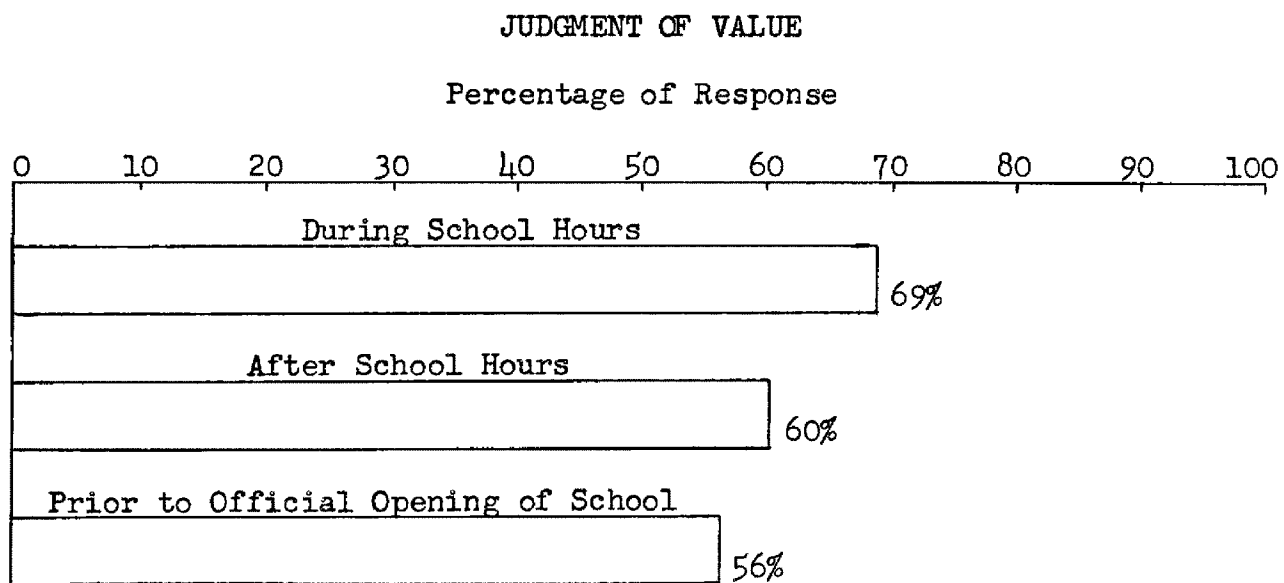 JUDGMENT OF VALUE
Percentage of Response
0 10 20 30 40 50 60 70 80 90 100
During School Hours
69%
After School Hours
60%
Prior to Official Opening of School
56%